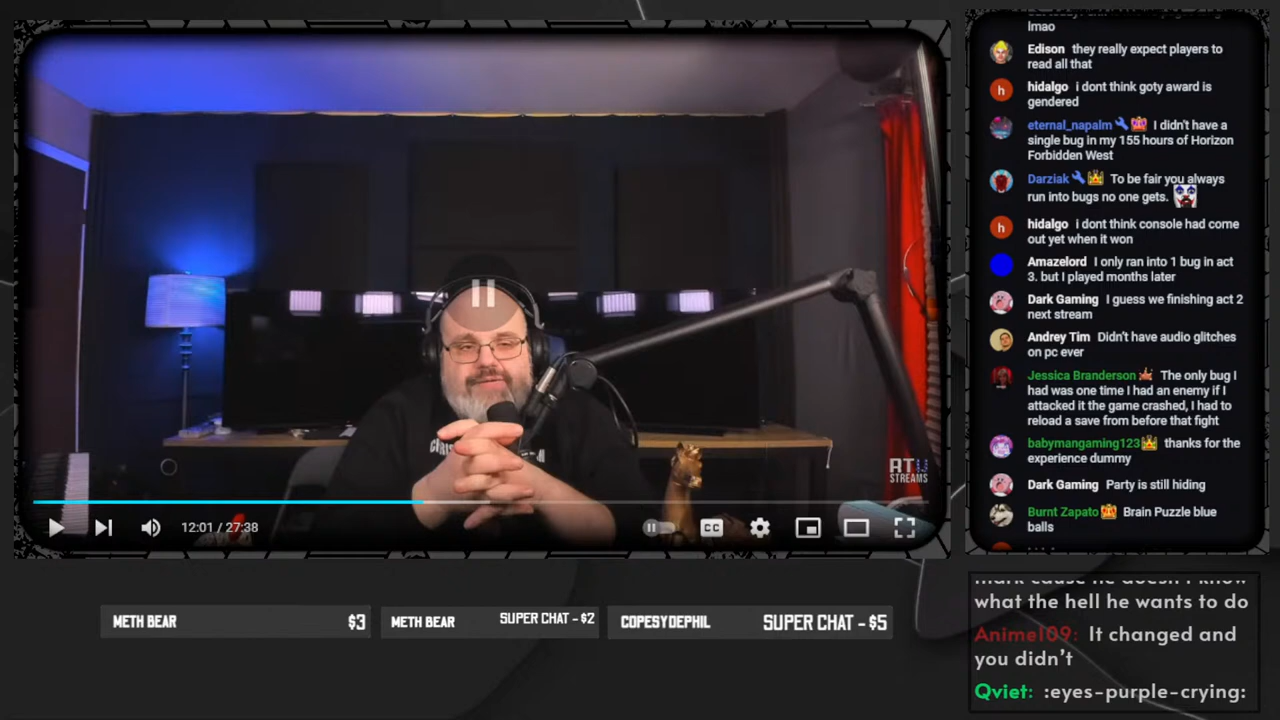 lmao
Edison they really expect players to
read all that
hidalgo i dont think goty award is
gendered
eternal_napalm I didn't have a
single bug in my 155 hours of Horizon
Forbidden West
Darziak To be fair you always
run into bugs no one gets.
hidalgo i dont think console had come
out yet when it won
Amazelord I only ran into 1 bug in act
3. but I played months later
Dark Gaming I guess we finishing act 2
next stream
Andrey Tim Didn't have audio glitches
on pc ever
Jessica Branderson The only bug I
had was one time I had an enemy if I
attacked it the game crashed, I had to
reload a save from before that fight
babymangaming123 thanks for the
experience dummy
Dark Gaming Party is still hiding
Burnt Zapato Brain Puzzle blue
balls
h
h
ATV
STREAMS
12:01 / 27:38
CC
METH BEAR $3
METH BEAR SUPER CHAT - $2
COPESYDEPHIL SUPER CHAT - $5
mark cause he doesn't know
what the hell he wants to do
Anime109: It changed and
you didn't
Qviet: :eyes-purple-crying: